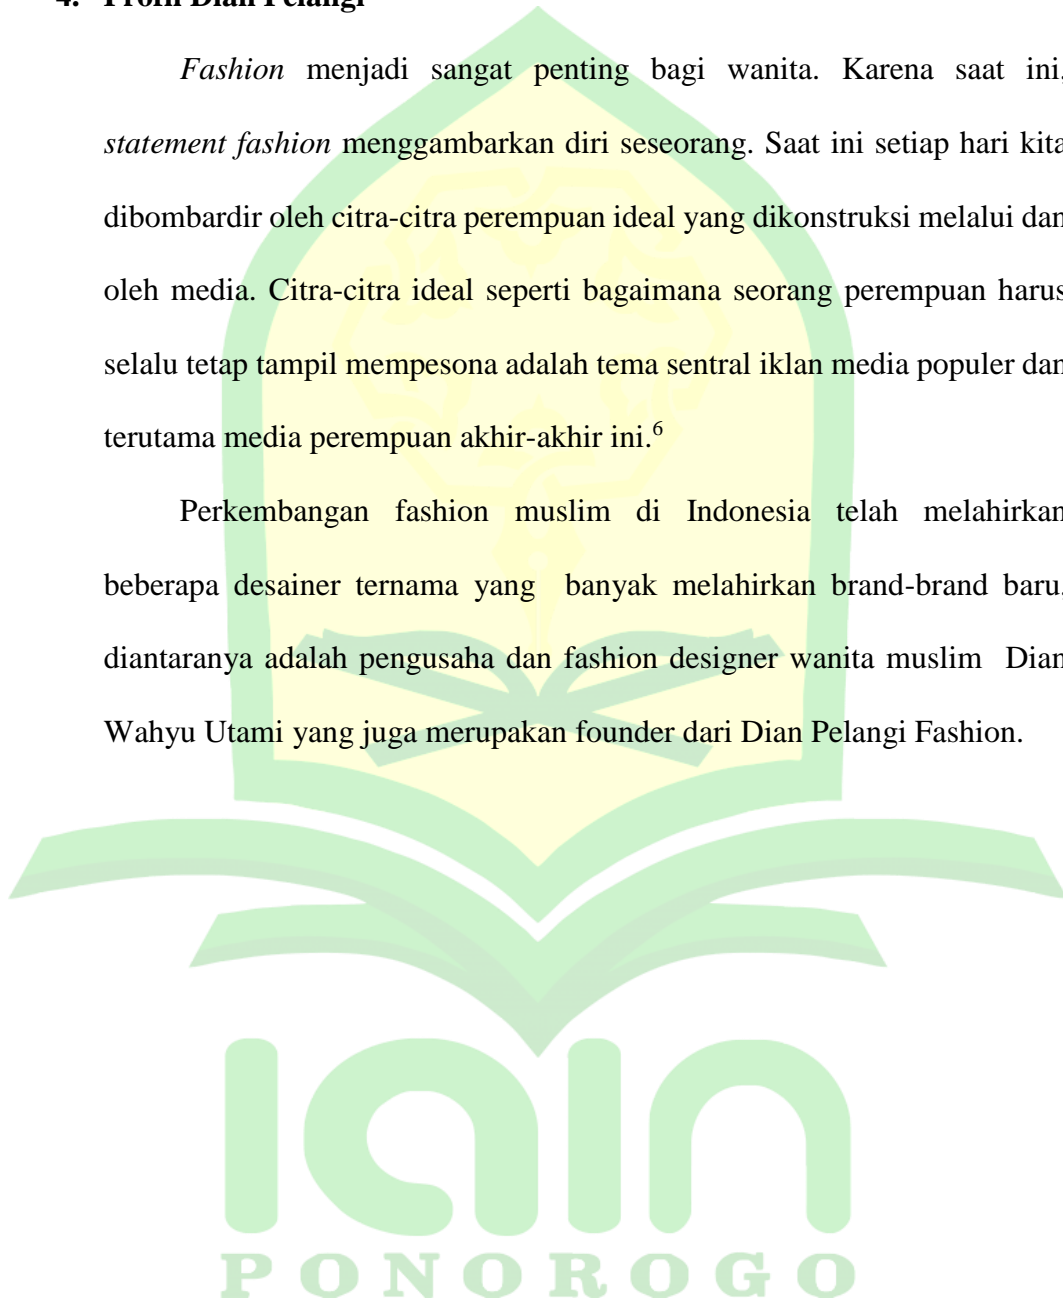 4. Profil Dian Pelangi
Fashion menjadi sangat penting bagi wanita. Karena saat ini,
statement fashion menggambarkan diri seseorang. Saat ini setiap hari kita
dibombardir oleh citra-citra perempuan ideal yang dikonstruksi melalui dan
oleh media. Citra-citra ideal seperti bagaimana seorang perempuan harus
selalu tetap tampil mempesona adalah tema sentral iklan media populer dan
terutama media perempuan akhir-akhir ini.⁶
Perkembangan fashion muslim di Indonesia telah melahirkan
beberapa desainer ternama yang banyak melahirkan brand-brand baru,
diantaranya adalah pengusaha dan fashion designer wanita muslim Dian
Wahyu Utami yang juga merupakan founder dari Dian Pelangi Fashion.
iain
PONOROGO